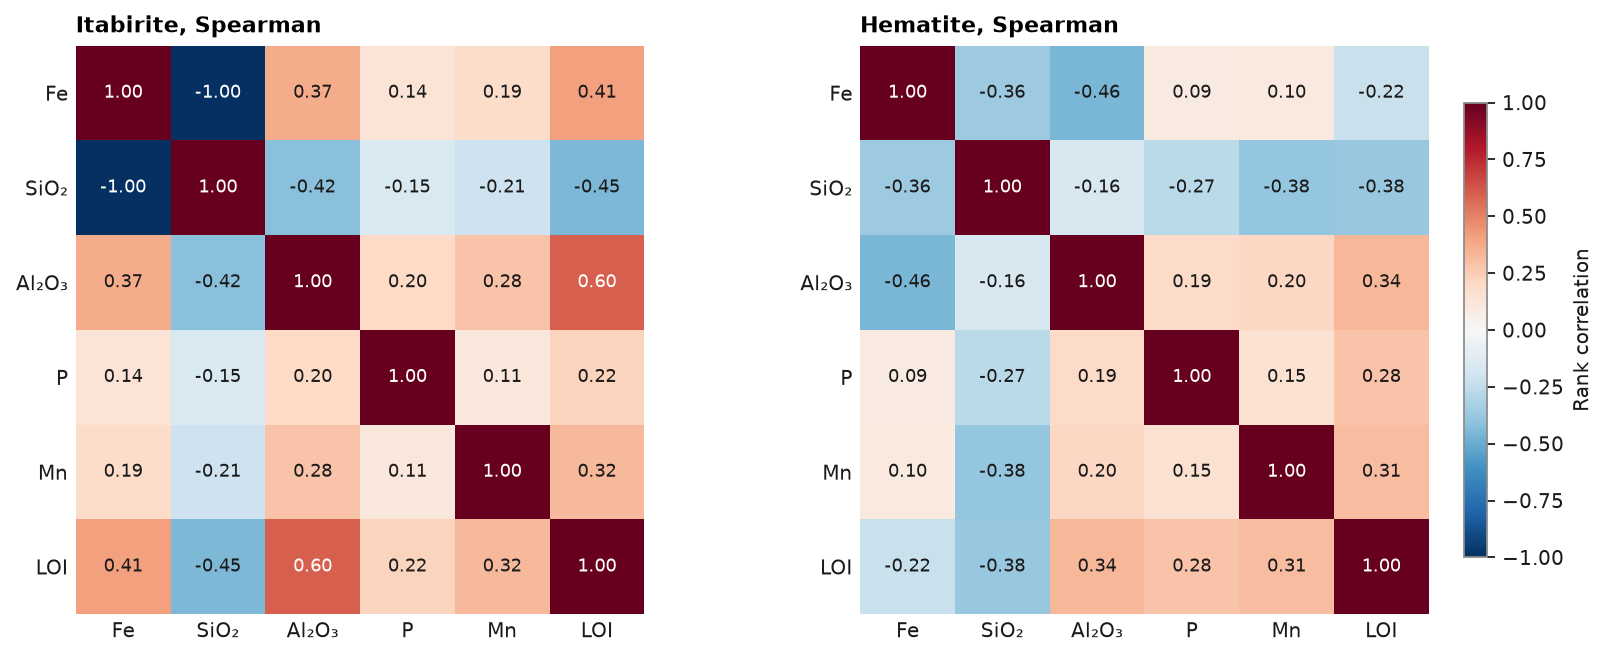 Itabirite, Spearman
Fe 1.00 -1.00 0.37 0.14 0.19 0.41
SiO₂ -1.00 1.00 -0.42 -0.15 -0.21 -0.45
Al₂O₃ 0.37 -0.42 1.00 0.20 0.28 0.60
P 0.14 -0.15 0.20 1.00 0.11 0.22
Mn 0.19 -0.21 0.28 0.11 1.00 0.32
LOI 0.41 -0.45 0.60 0.22 0.32 1.00
Fe SiO₂ Al₂O₃ P Mn LOI
Hematite, Spearman
Fe 1.00 -0.36 -0.46 0.09 0.10 -0.22
SiO₂ -0.36 1.00 -0.16 -0.27 -0.38 -0.38
Al₂O₃ -0.46 -0.16 1.00 0.19 0.20 0.34
P 0.09 -0.27 0.19 1.00 0.15 0.28
Mn 0.10 -0.38 0.20 0.15 1.00 0.31
LOI -0.22 -0.38 0.34 0.28 0.31 1.00
Fe SiO₂ Al₂O₃ P Mn LOI
1.00
0.75
0.50
0.25
0.00
−0.25
−0.50
−0.75
−1.00
Rank correlation